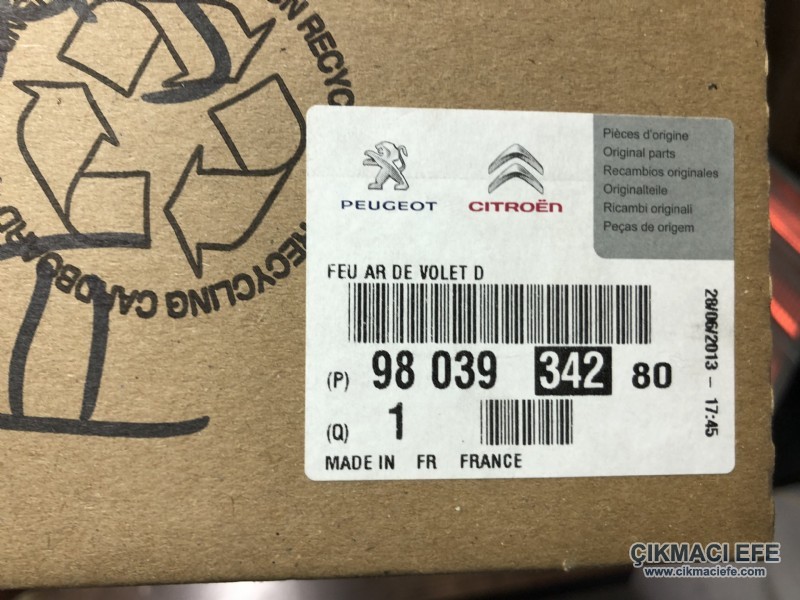 RECYCLING CARDBOARD
PEUGEOT
CITROËN
Pièces d'origine
Original parts
Recambios originales
Originalteile
Ricambi originali
Peças de origem
FEU AR DE VOLET D
(P) 98 039 342 80
(Q) 1
MADE IN FR FRANCE
28/06/2013 - 17:45
ÇIKMACI EFE
www.cikmaciefe.com